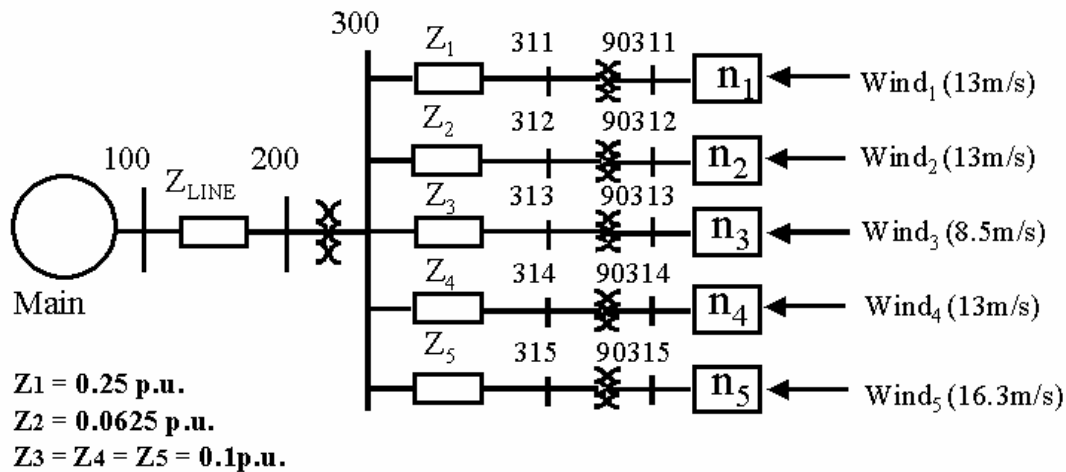 300
Z1 311 90311 n1 Wind1 (13m/s)
Z2 312 90312 n2 Wind2 (13m/s)
100 ZLINE 200
Z3 313 90313 n3 Wind3 (8.5m/s)
Main
Z4 314 90314 n4 Wind4 (13m/s)
Z5 315 90315 n5 Wind5 (16.3m/s)
Z1 = 0.25 p.u.
Z2 = 0.0625 p.u.
Z3 = Z4 = Z5 = 0.1p.u.